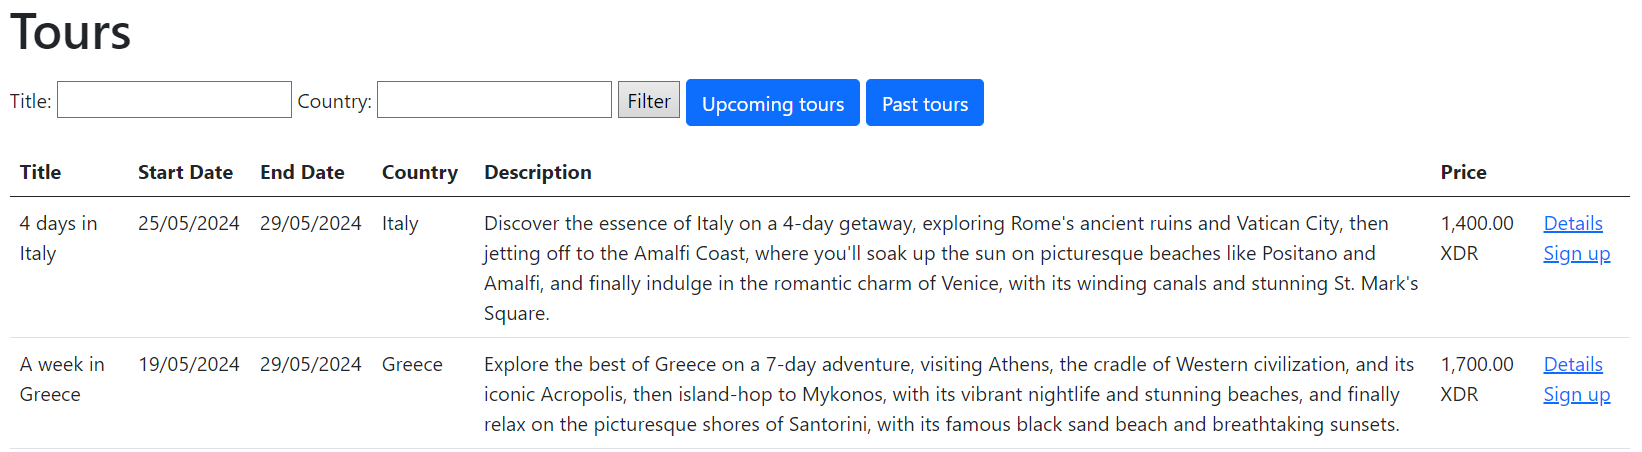 Tours
Title: Country: Filter Upcoming tours Past tours
Title Start Date End Date Country Description Price
4 days in 25/05/2024 29/05/2024 Italy Discover the essence of Italy on a 4-day getaway, exploring Rome's ancient ruins and Vatican City, then 1,400.00 Details
Italy jetting off to the Amalfi Coast, where you'll soak up the sun on picturesque beaches like Positano and XDR Sign up
Amalfi, and finally indulge in the romantic charm of Venice, with its winding canals and stunning St. Mark's
Square.
A week in 19/05/2024 29/05/2024 Greece Explore the best of Greece on a 7-day adventure, visiting Athens, the cradle of Western civilization, and its 1,700.00 Details
Greece iconic Acropolis, then island-hop to Mykonos, with its vibrant nightlife and stunning beaches, and finally XDR Sign up
relax on the picturesque shores of Santorini, with its famous black sand beach and breathtaking sunsets.